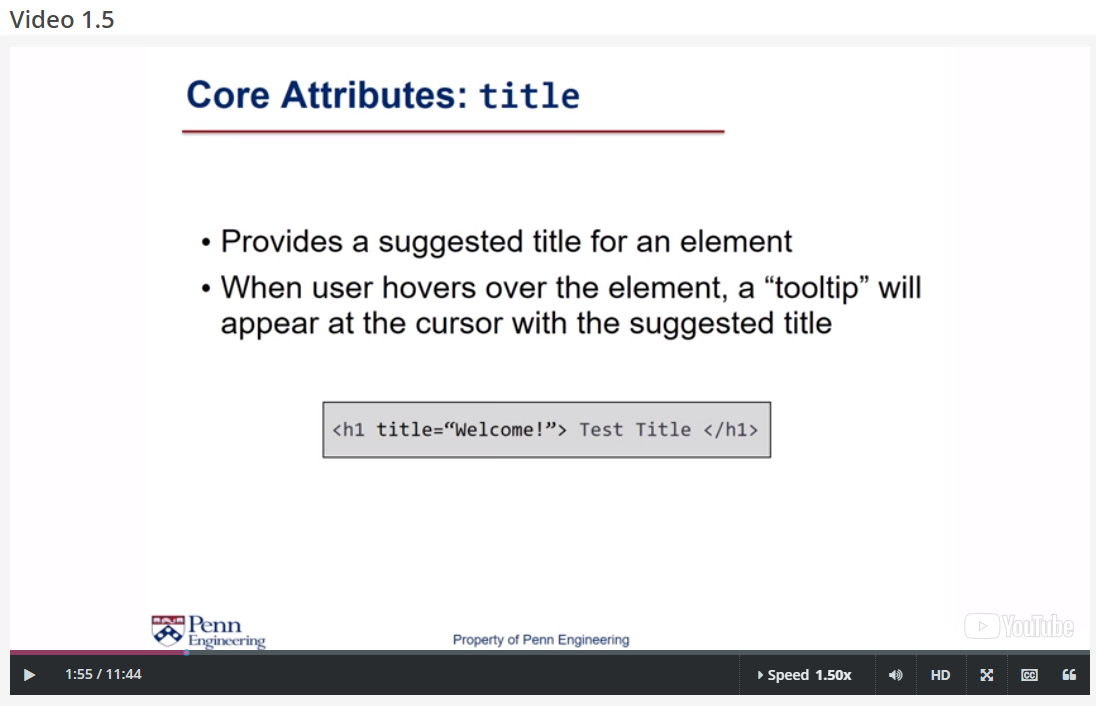 Video 1.5
Core Attributes: title
• Provides a suggested title for an element
• When user hovers over the element, a “tooltip” will
appear at the cursor with the suggested title
<h1 title=“Welcome!”> Test Title </h1>
Penn
Engineering
Property of Penn Engineering
YouTube
1:55 / 11:44
Speed 1.50x
HD
CC